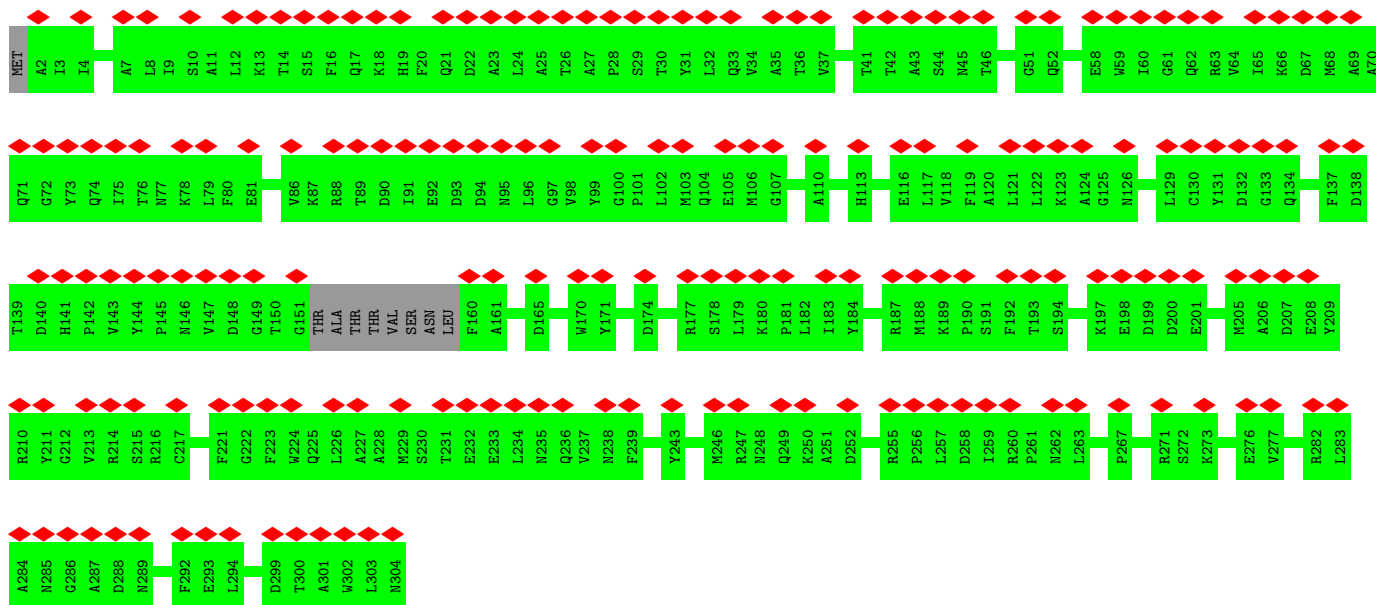 MET A2 I3 I4 A7 L8 I9 S10 A11 L12 K13 T14 S15 F16 Q17 K18 H19 F20 Q21 D22 A23 L24 A25 T26 A27 P28 S29 T30 Y31 L32 Q33 V34 A35 T36 V37 T41 T42 A43 S44 N45 T46 G51 Q52 E58 W59 I60 G61 Q62 R63 V64 I65 K66 D67 M68 A69 A70
Q71 G72 Y73 Q74 I75 T76 N77 K78 L79 F80 E81 V86 K87 R88 T89 D90 I91 E92 D93 D94 N95 L96 G97 V98 Y99 G100 P101 L102 M103 Q104 E105 M106 G107 A110 H113 E116 L117 V118 F119 A120 L121 L122 K123 A124 G125 N126 L129 C130 Y131 D132 G133 Q134 F137 D138
T139 D140 H141 P142 V143 Y144 P145 N146 V147 D148 G149 T150 G151 THR ALA THR THR VAL SER ASN LEU F160 A161 D165 W170 Y171 D174 R177 S178 L179 K180 P181 L182 I183 Y184 R187 M188 K189 P190 S191 F192 T193 S194 K197 E198 D199 D200 E201 M205 A206 D207 E208 Y209
R210 Y211 G212 V213 R214 S215 R216 C217 F221 G222 F223 W224 Q225 L226 A227 A228 M229 S230 T231 E232 E233 L234 N235 Q236 V237 N238 F239 Y243 M246 R247 N248 Q249 K250 A251 D252 R255 P256 L257 D258 I259 R260 P261 N262 L263 P267 R271 S272 K273 E276 V277 R282 L283
A284 N285 G286 A287 D288 N289 F292 E293 L294 D299 T300 A301 W302 L303 N304